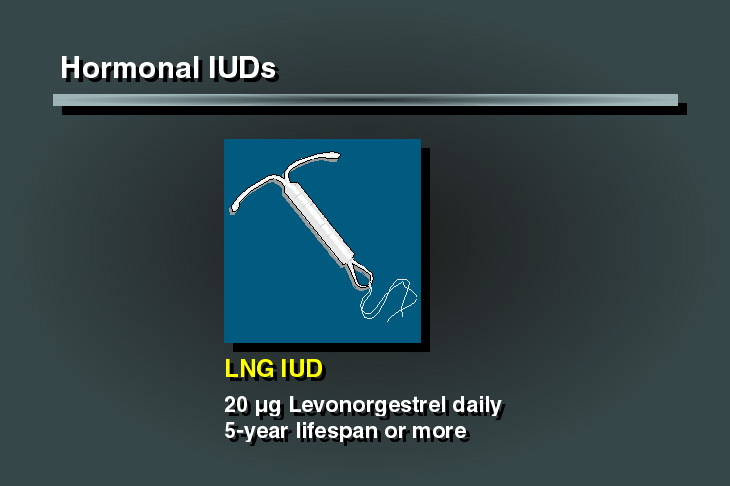 Hormonal IUDs
LNG IUD
20 µg Levonorgestrel daily
5-year lifespan or more